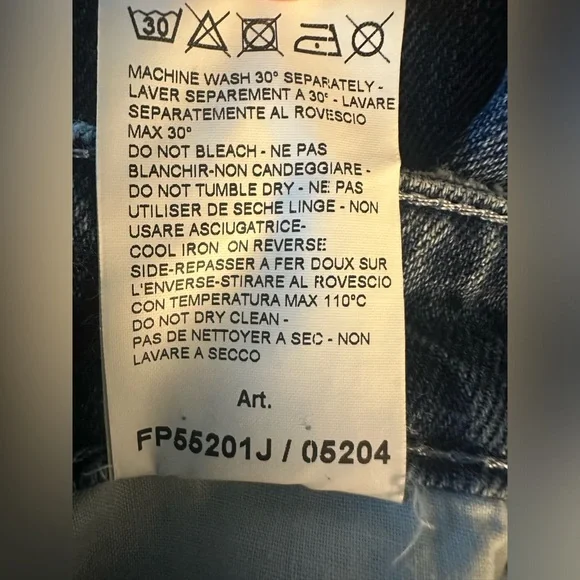 30
MACHINE WASH 30° SEPARATELY -
LAVER SEPAREMENT A 30° - LAVARE
SEPARATEMENTE AL ROVESCIO
MAX 30°
DO NOT BLEACH - NE PAS
BLANCHIR-NON CANDEGGIARE -
DO NOT TUMBLE DRY - NE PAS
UTILISER DE SECHE LINGE - NON
USARE ASCIUGATRICE-
COOL IRON ON REVERSE
SIDE-REPASSER A FER DOUX SUR
L'ENVERSE-STIRARE AL ROVESCIO
CON TEMPERATURA MAX 110°C
DO NOT DRY CLEAN -
PAS DE NETTOYER A SEC - NON
LAVARE A SECCO
Art.
FP55201J / 05204